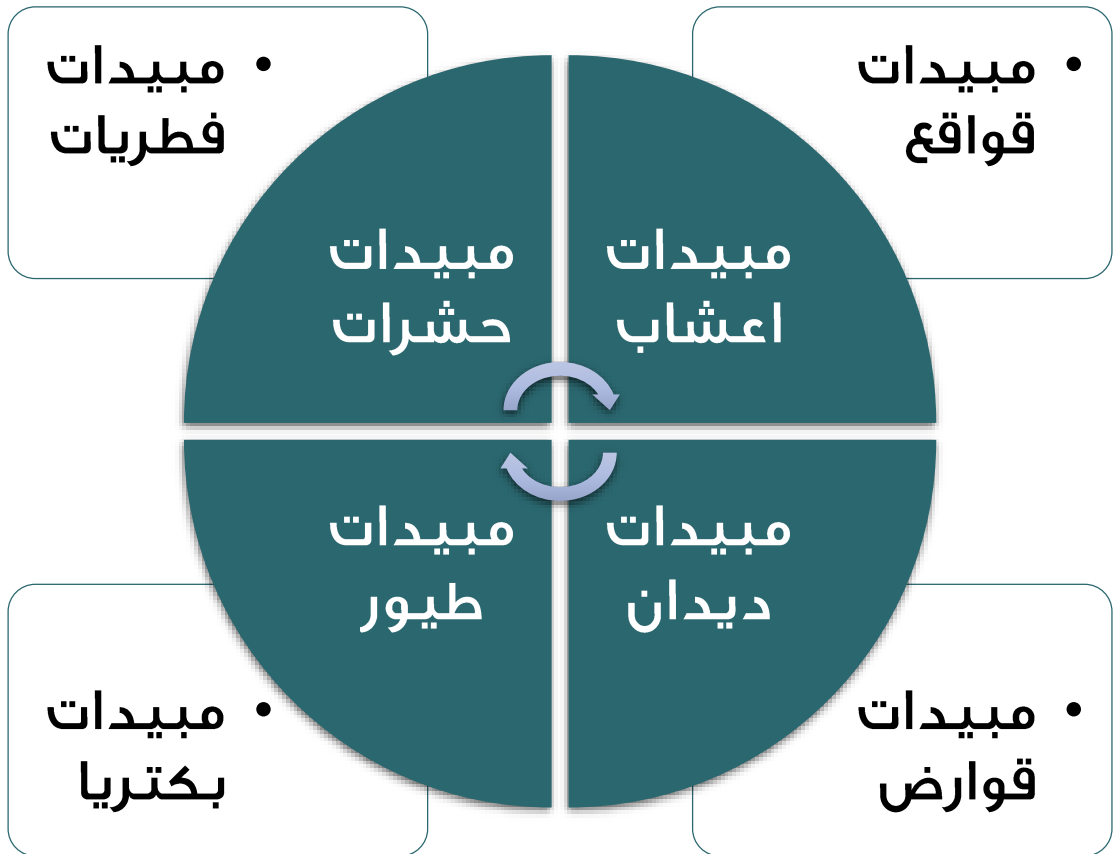 • مبيدات
قواقع
• مبيدات
فطريات
مبيدات
اعشاب
مبيدات
حشرات
مبيدات
ديدان
مبيدات
طيور
• مبيدات
قوارض
• مبيدات
بكتريا